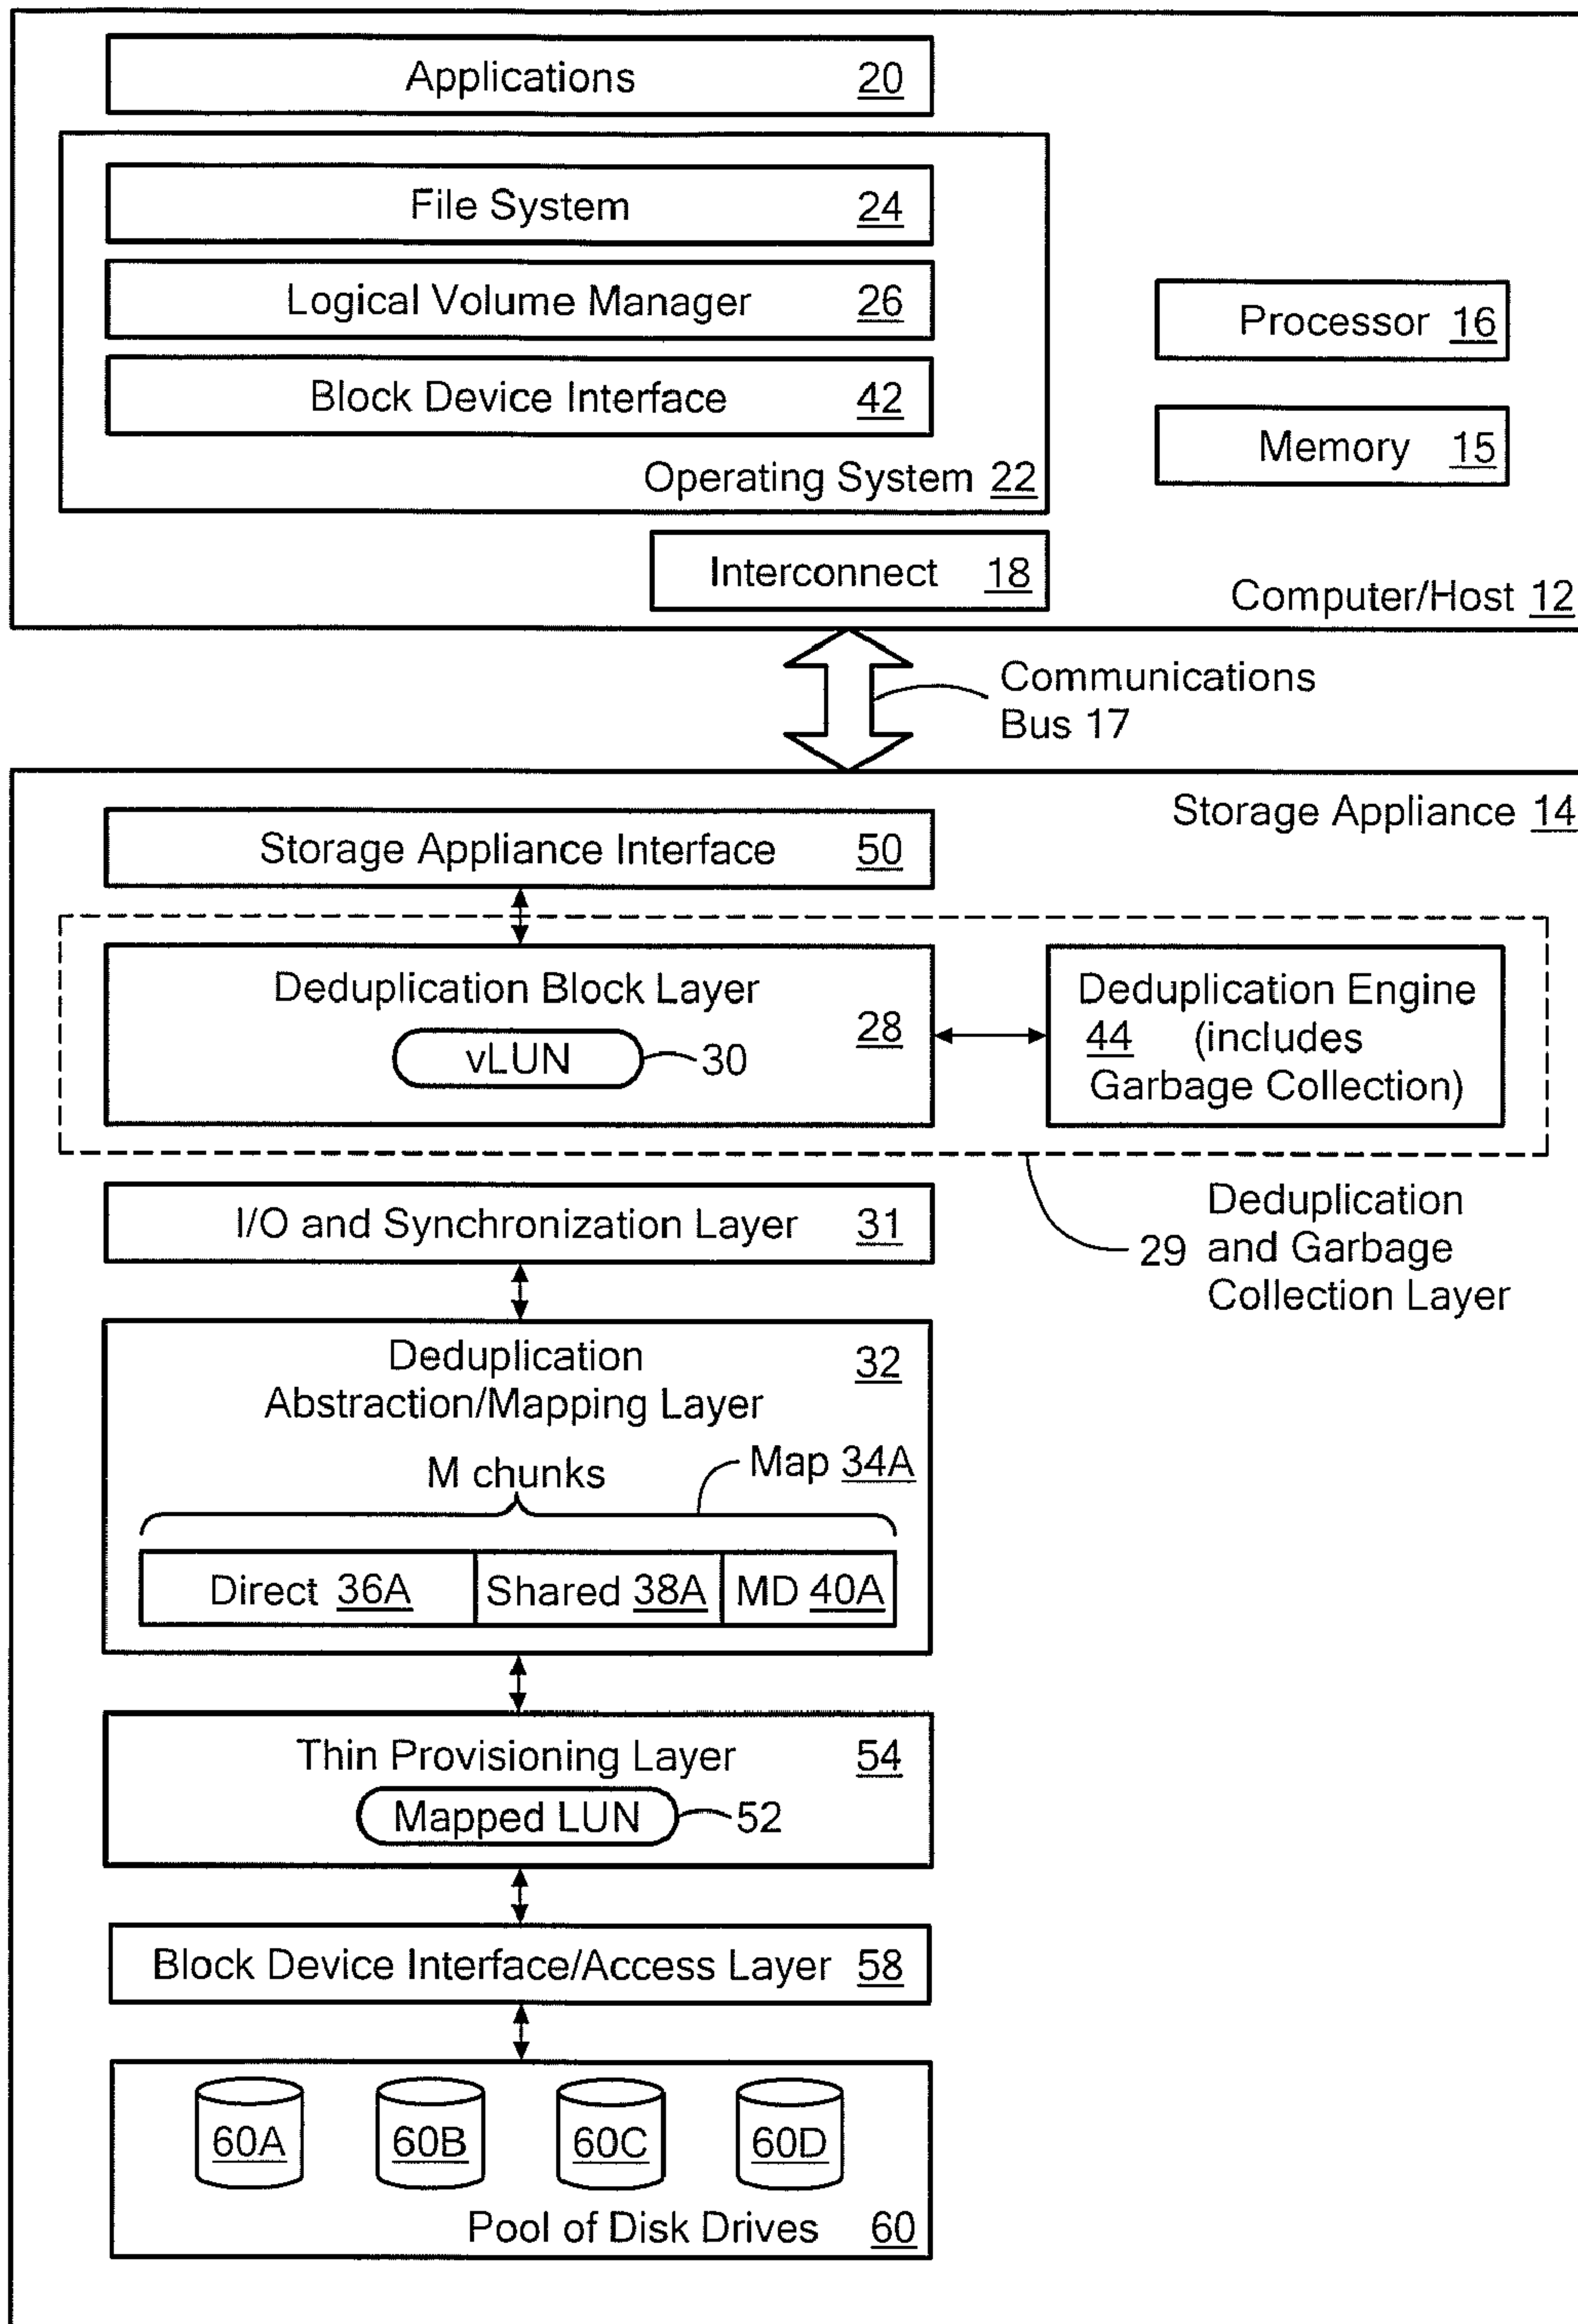 Applications 20
File System 24
Logical Volume Manager 26
Block Device Interface 42
Operating System 22
Processor 16
Memory 15
Interconnect 18
Computer/Host 12
Communications
Bus 17
Storage Appliance 14
Storage Appliance Interface 50
Deduplication Block Layer
28
vLUN 30
Deduplication Engine
44 (includes
Garbage Collection)
I/O and Synchronization Layer 31
Deduplication
29 and Garbage
Collection Layer
Deduplication 32
Abstraction/Mapping Layer
M chunks Map 34A
Direct 36A Shared 38A MD 40A
Thin Provisioning Layer 54
Mapped LUN 52
Block Device Interface/Access Layer 58
60A 60B 60C 60D
Pool of Disk Drives 60